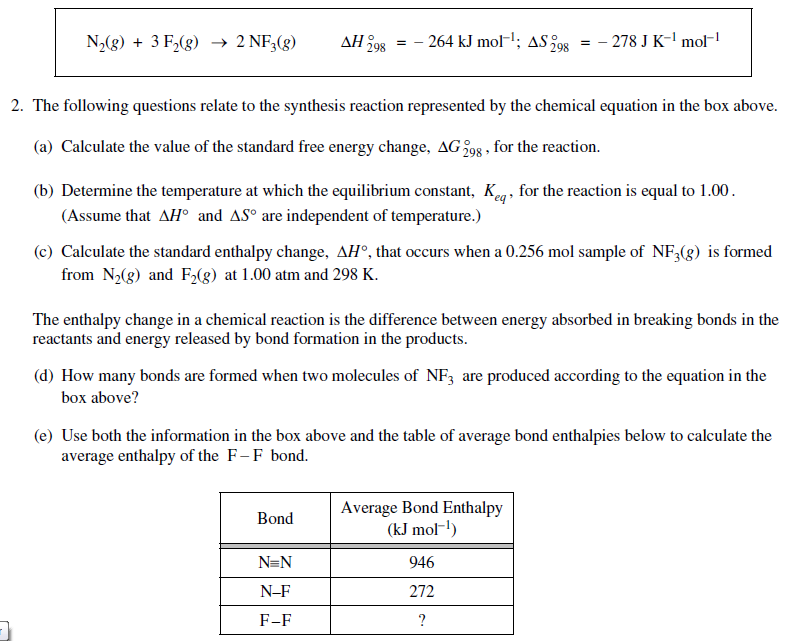 N₂(g) + 3 F₂(g) → 2 NF₃(g) ΔH°₂₉₈ = – 264 kJ mol⁻¹; ΔS°₂₉₈ = – 278 J K⁻¹ mol⁻¹
2. The following questions relate to the synthesis reaction represented by the chemical equation in the box above.
(a) Calculate the value of the standard free energy change, ΔG°₂₉₈, for the reaction.
(b) Determine the temperature at which the equilibrium constant, Keq, for the reaction is equal to 1.00.
(Assume that ΔH° and ΔS° are independent of temperature.)
(c) Calculate the standard enthalpy change, ΔH°, that occurs when a 0.256 mol sample of NF₃(g) is formed
from N₂(g) and F₂(g) at 1.00 atm and 298 K.
The enthalpy change in a chemical reaction is the difference between energy absorbed in breaking bonds in the
reactants and energy released by bond formation in the products.
(d) How many bonds are formed when two molecules of NF₃ are produced according to the equation in the
box above?
(e) Use both the information in the box above and the table of average bond enthalpies below to calculate the
average enthalpy of the F – F bond.
Bond Average Bond Enthalpy
(kJ mol⁻¹)
N≡N 946
N–F 272
F–F ?